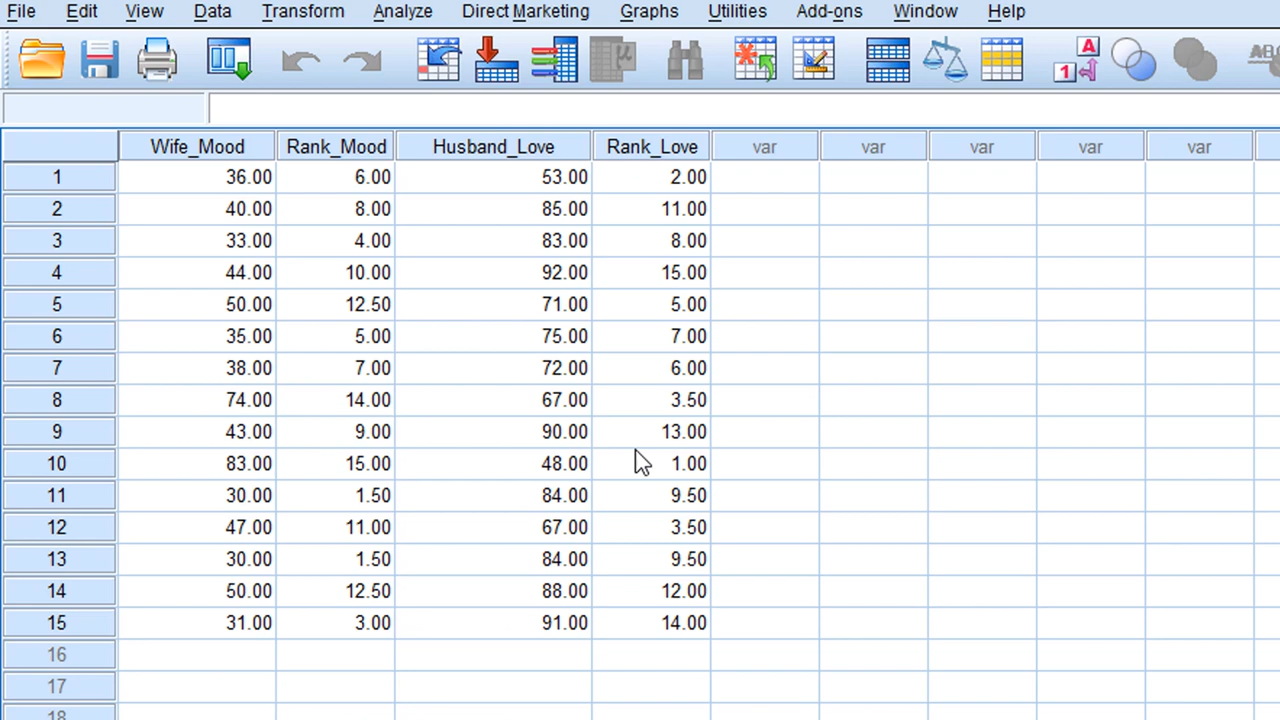 File Edit View Data Transform Analyze Direct Marketing Graphs Utilities Add-ons Window Help
A
1
μ
Wife_Mood Rank_Mood Husband_Love Rank_Love var var var var var
1 36.00 6.00 53.00 2.00
2 40.00 8.00 85.00 11.00
3 33.00 4.00 83.00 8.00
4 44.00 10.00 92.00 15.00
5 50.00 12.50 71.00 5.00
6 35.00 5.00 75.00 7.00
7 38.00 7.00 72.00 6.00
8 74.00 14.00 67.00 3.50
9 43.00 9.00 90.00 13.00
10 83.00 15.00 48.00 1.00
11 30.00 1.50 84.00 9.50
12 47.00 11.00 67.00 3.50
13 30.00 1.50 84.00 9.50
14 50.00 12.50 88.00 12.00
15 31.00 3.00 91.00 14.00
16
17
18